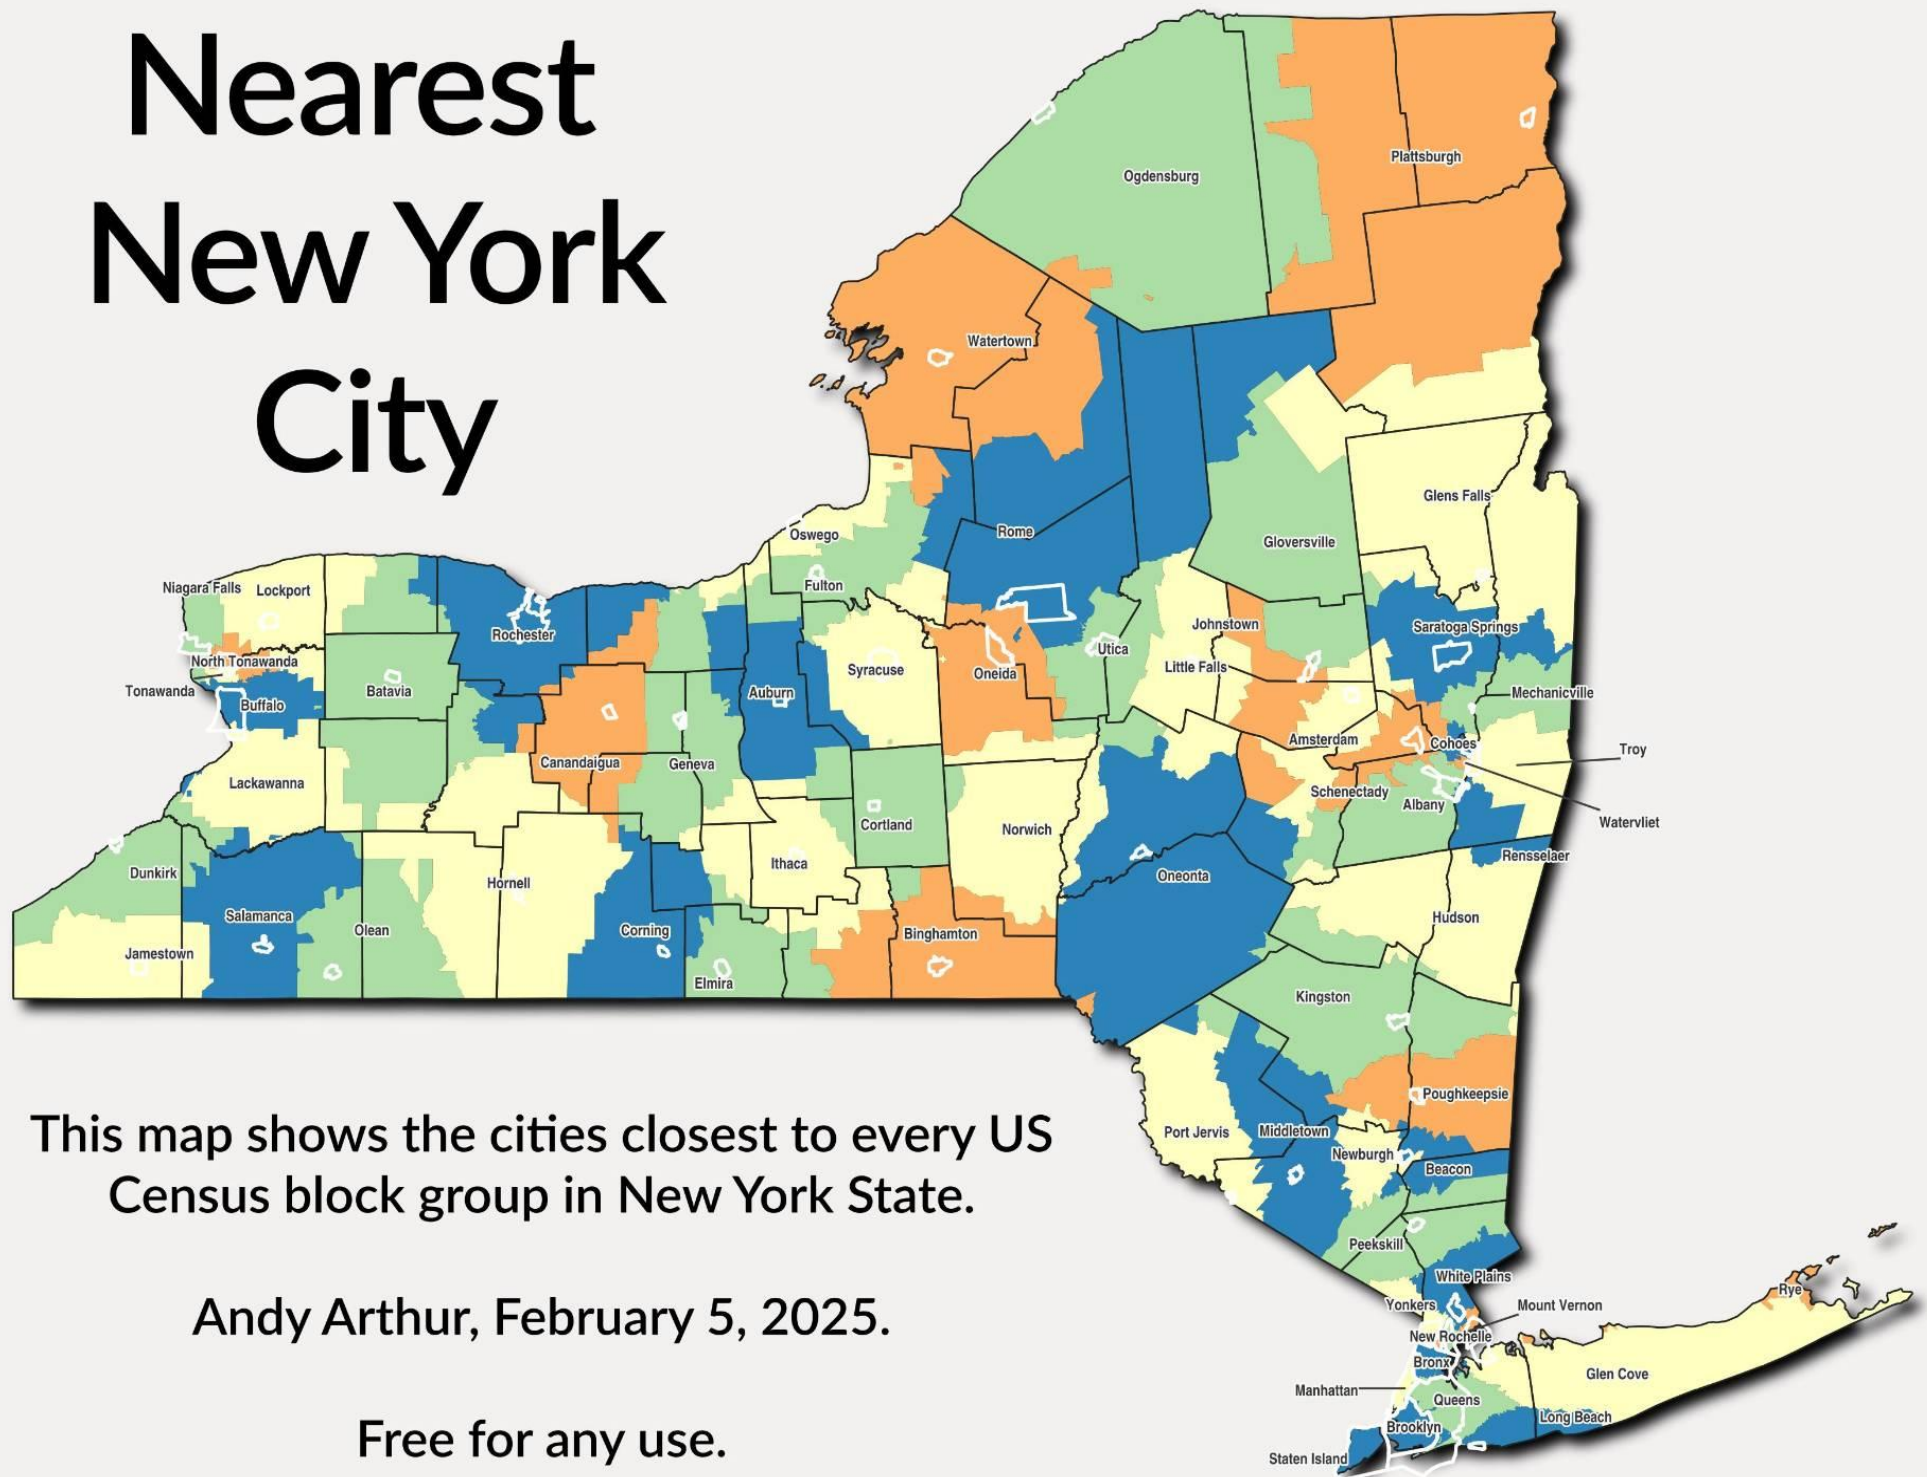 Nearest
New York
City
Ogdensburg
Plattsburgh
Watertown
Glens Falls
Rome
Oswego
Gloversville
Fulton
Niagara Falls
Lockport
Rochester
Johnstown
Saratoga Springs
Utica
North Tonawanda
Syracuse
Little Falls
Oneida
Tonawanda
Batavia
Auburn
Mechanicville
Buffalo
Amsterdam
Cohoes
Troy
Canandaigua
Geneva
Lackawanna
Schenectady
Albany
Watervliet
Cortland
Norwich
Rensselaer
Ithaca
Dunkirk
Oneonta
Hornell
Salamanca
Hudson
Olean
Corning
Binghamton
Jamestown
Elmira
Kingston
Poughkeepsie
Port Jervis
Middletown
Newburgh
Beacon
Peekskill
White Plains
Rye
Yonkers
Mount Vernon
New Rochelle
Bronx
Glen Cove
Manhattan
Queens
Long Beach
Brooklyn
Staten Island
This map shows the cities closest to every US
Census block group in New York State.
Andy Arthur, February 5, 2025.
Free for any use.